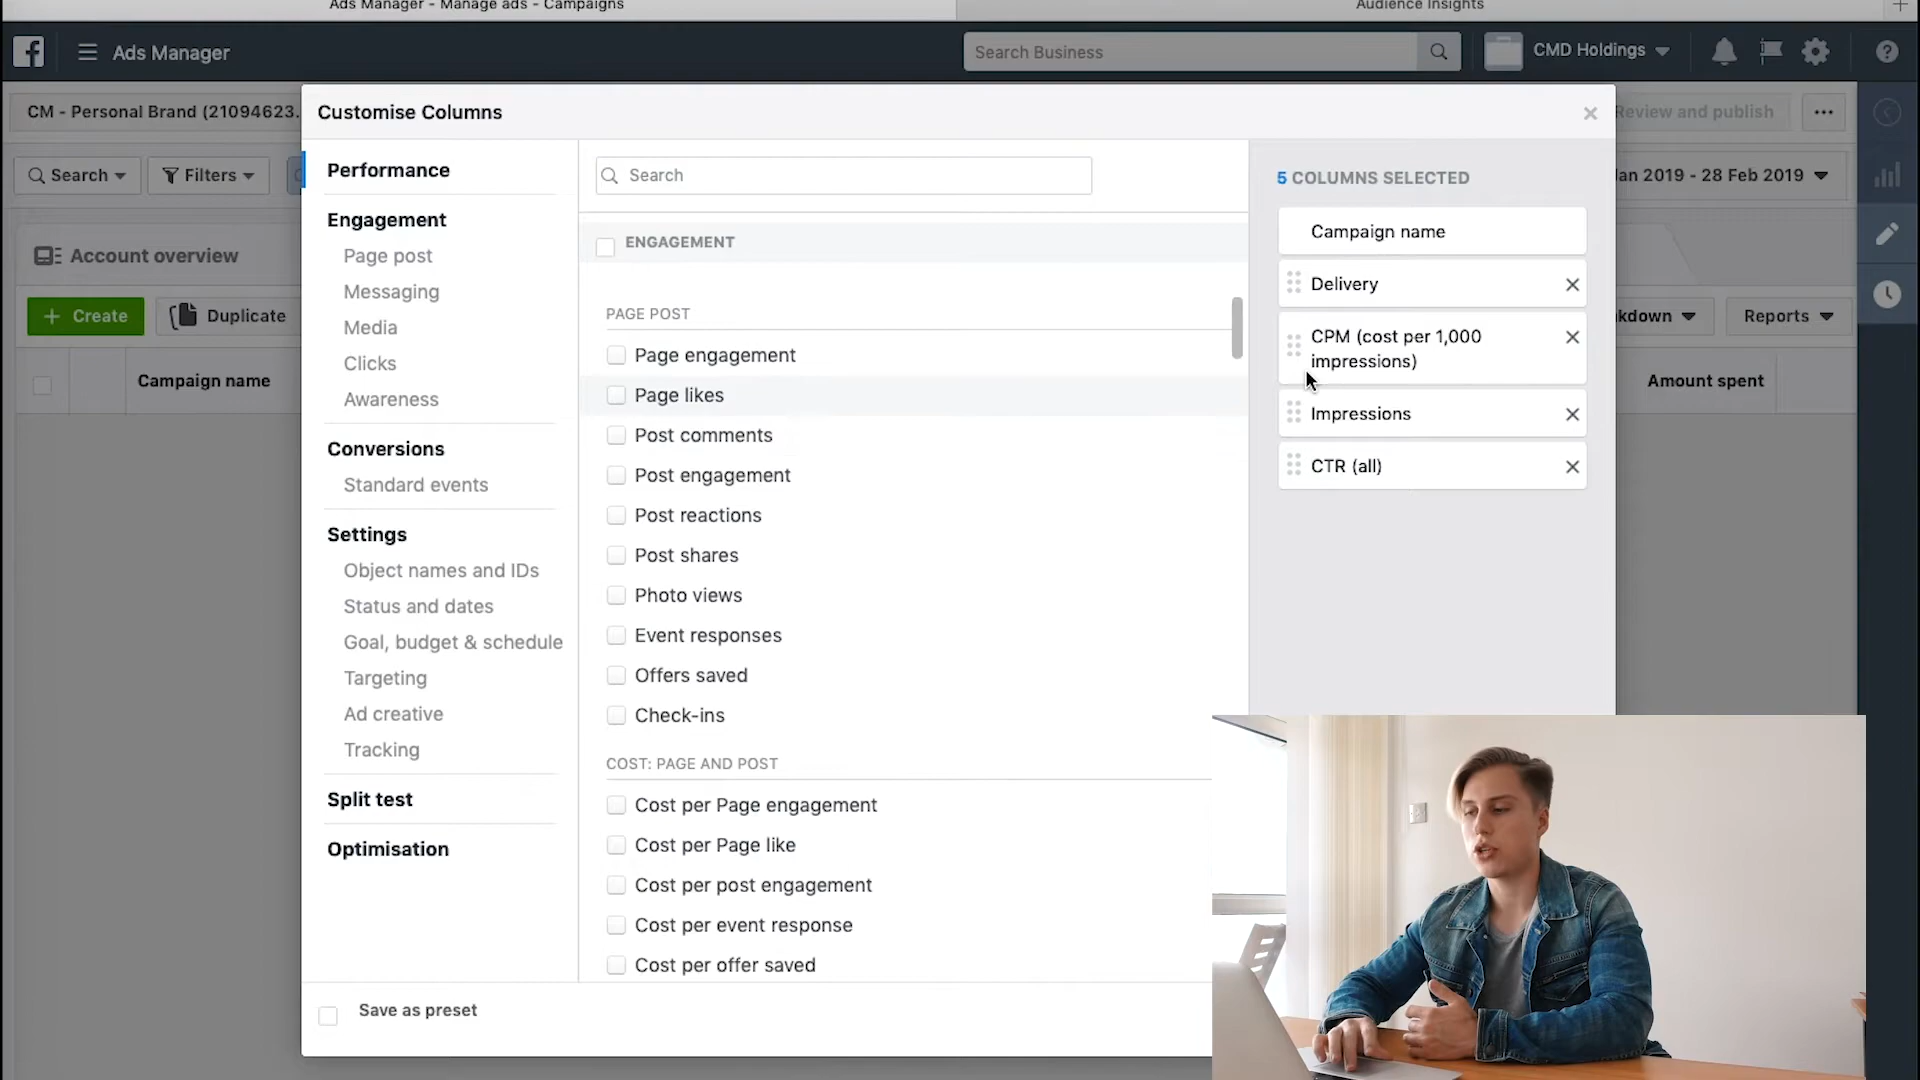 Ads Manager - Manage ads - Campaigns
Audience Insights
Ads Manager
Search Business
CMD Holdings
CM - Personal Brand (21094623.
Customise Columns
Review and publish
Search
Filters
Jan 2019 - 28 Feb 2019
Account overview
+ Create
Duplicate
kdown
Reports
Campaign name
Amount spent
Performance
Engagement
Page post
Messaging
Media
Clicks
Awareness
Conversions
Standard events
Settings
Object names and IDs
Status and dates
Goal, budget & schedule
Targeting
Ad creative
Tracking
Split test
Optimisation
Search
ENGAGEMENT
PAGE POST
Page engagement
Page likes
Post comments
Post engagement
Post reactions
Post shares
Photo views
Event responses
Offers saved
Check-ins
COST: PAGE AND POST
Cost per Page engagement
Cost per Page like
Cost per post engagement
Cost per event response
Cost per offer saved
5 COLUMNS SELECTED
Campaign name
Delivery
CPM (cost per 1,000
impressions)
Impressions
CTR (all)
Save as preset